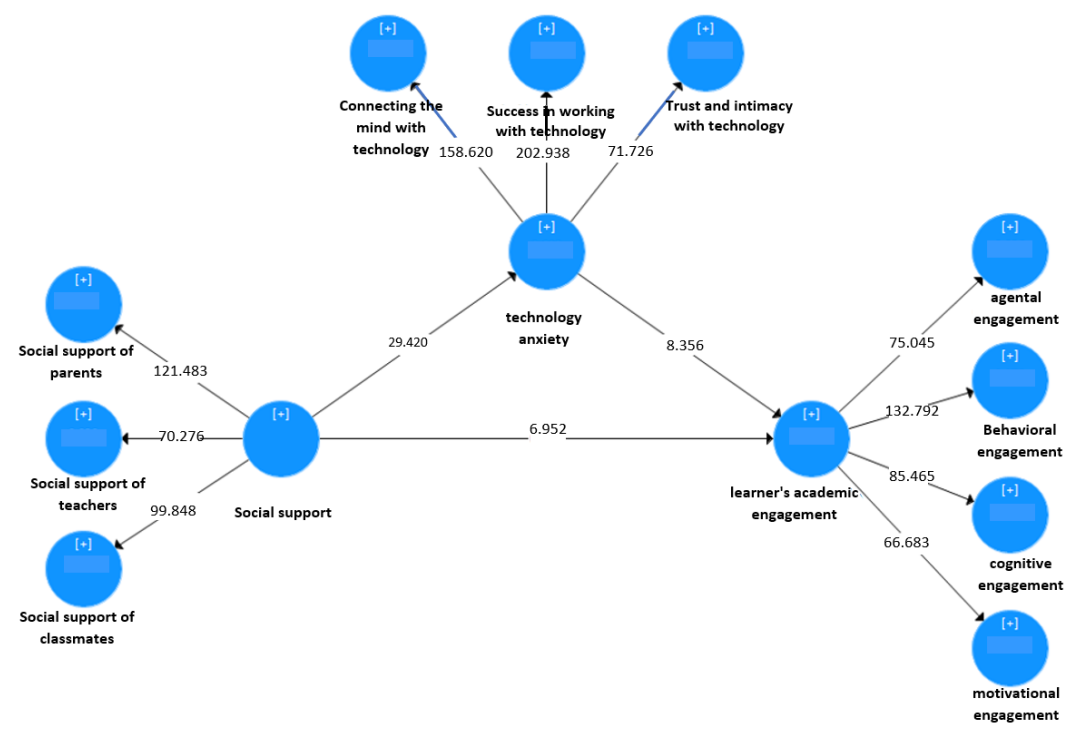 [+]
[+]
[+]
Connecting the
mind with
technology
Success in working
with technology
Trust and intimacy
with technology
158.620
202.938
71.726
[+]
technology
anxiety
[+]
Social support of
parents
121.483
29.420
8.356
[+]
agental
engagement
75.045
[+]
Behavioral
engagement
132.792
[+]
Social support of
teachers
70.276
[+]
Social support
6.952
[+]
learner's academic
engagement
85.465
[+]
cognitive
engagement
99.848
[+]
Social support of
classmates
66.683
[+]
motivational
engagement